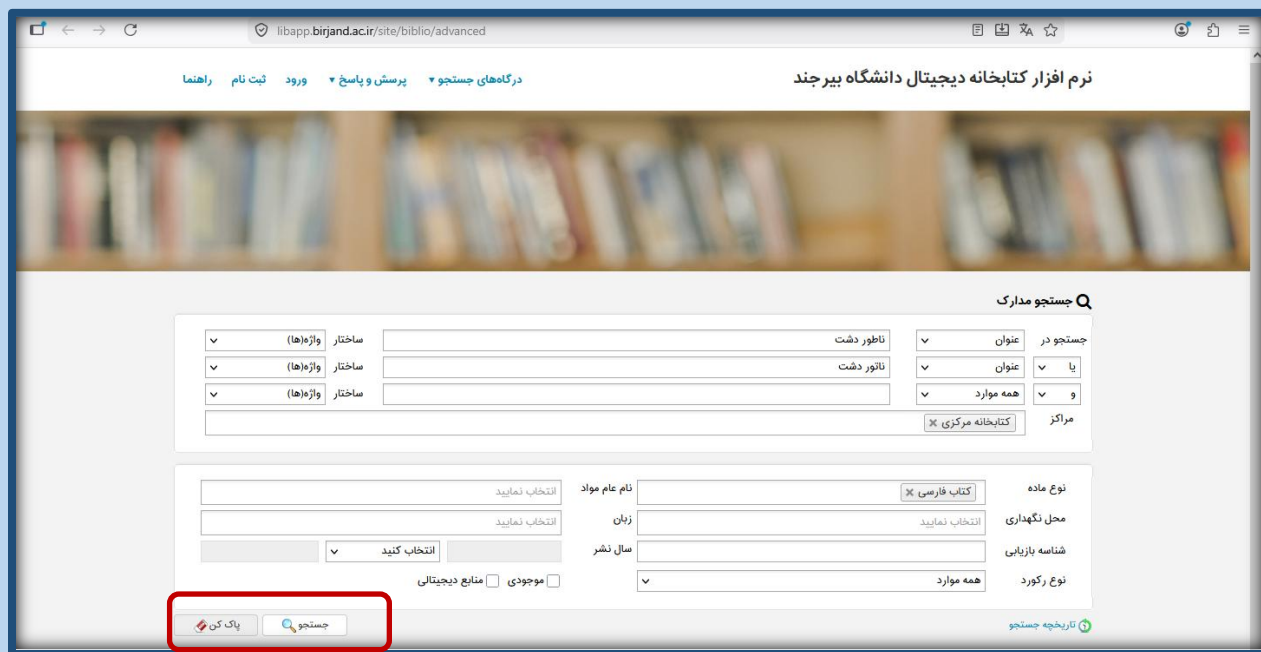 libapp.birjand.ac.ir/site/biblio/advanced
نرم افزار کتابخانه دیجیتال دانشگاه بیرجند
درگاه‌های جستجو ▾ پرسش و پاسخ ▾ ورود ثبت نام راهنما
جستجو مدارک
جستجو در عنوان ناطور دشت ساختار واژه(ها)
یا عنوان ناتور دشت ساختار واژه(ها)
و همه موارد ساختار واژه(ها)
مراکز کتابخانه مرکزی ×
نوع ماده کتاب فارسی × نام عام مواد انتخاب نمایید
محل نگهداری انتخاب نمایید زبان انتخاب نمایید
شناسه بازیابی سال نشر انتخاب کنید
نوع رکورد همه موارد موجودی منابع دیجیتالی
تاریخچه جستجو جستجو پاک کن